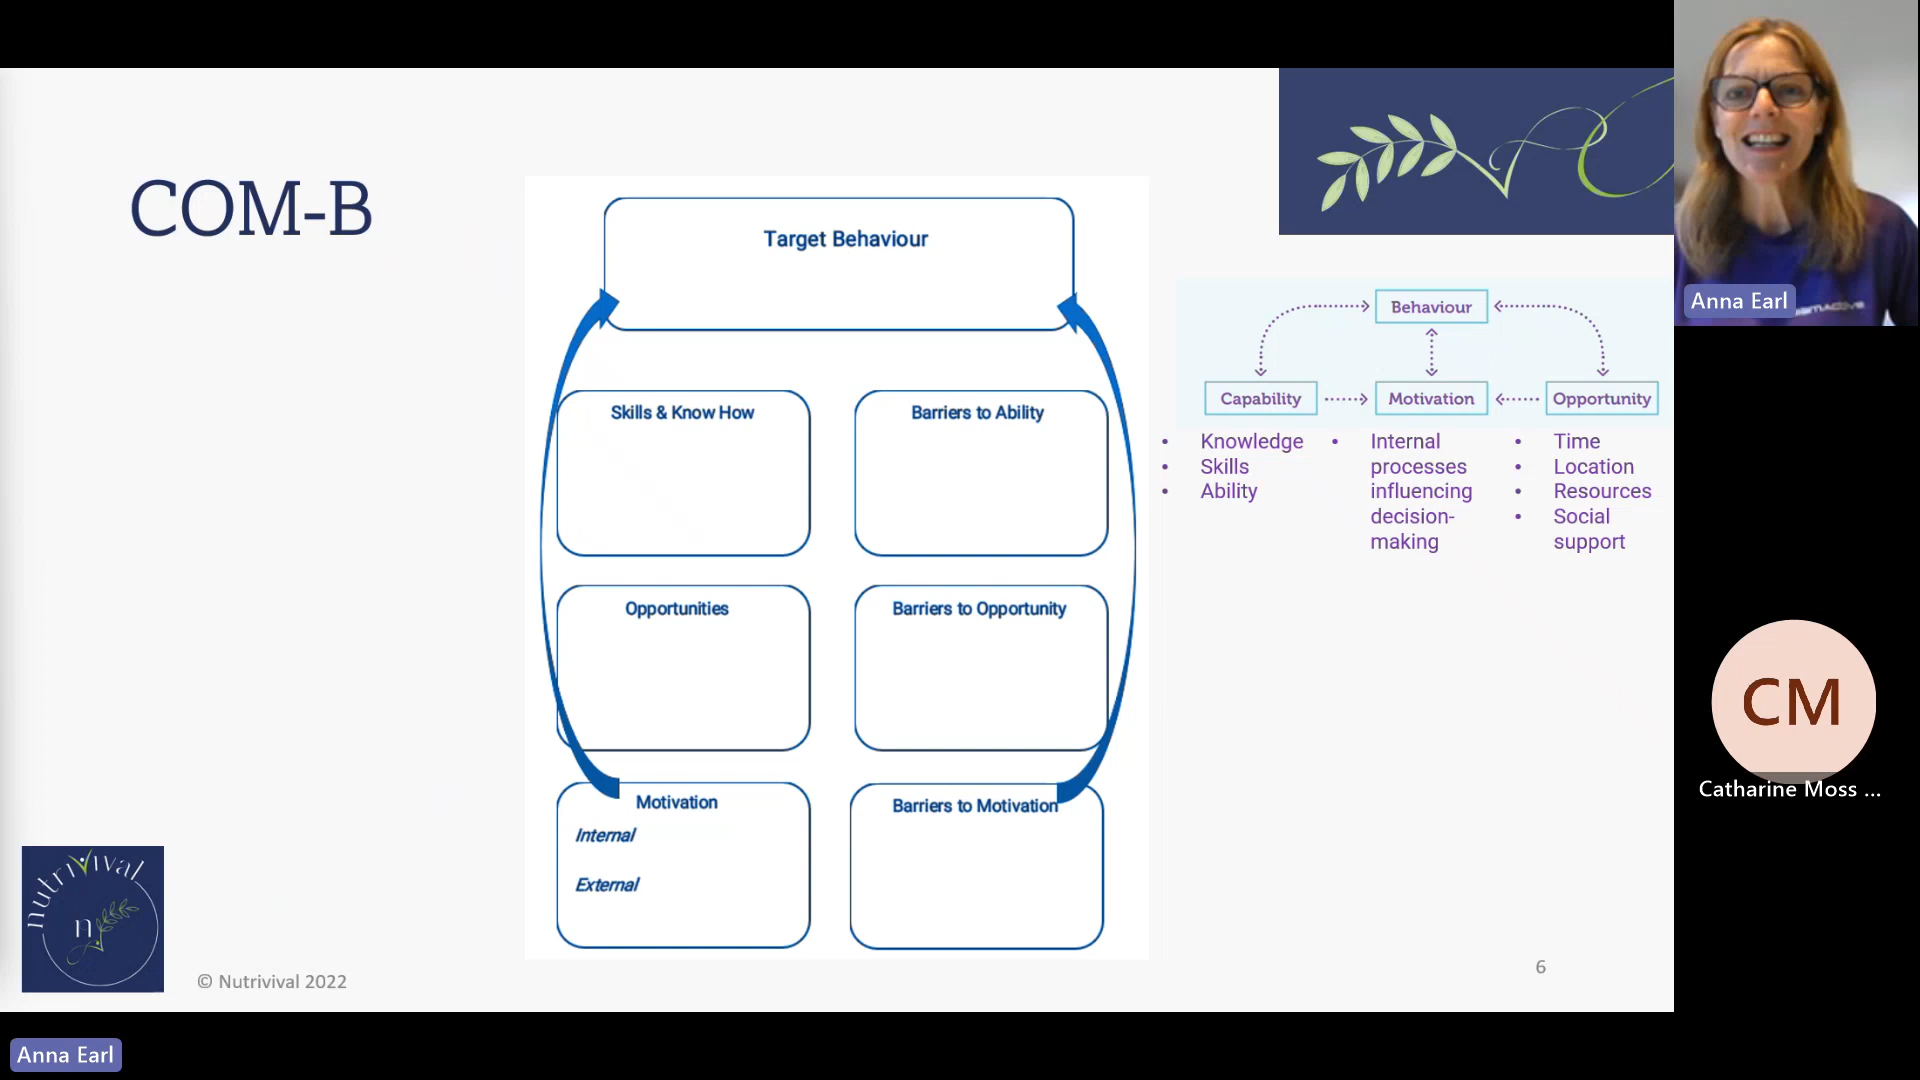 COM-B
Target Behaviour
Skills & Know How
Barriers to Ability
Opportunities
Barriers to Opportunity
Motivation
Internal
External
Barriers to Motivation
Behaviour
Capability
Motivation
Opportunity
• Knowledge
• Skills
• Ability
• Internal
processes
influencing
decision-
making
• Time
• Location
• Resources
• Social
support
nutrivival
n
© Nutrivival 2022
6
Anna Earl
CM
Catharine Moss ...
Anna Earl